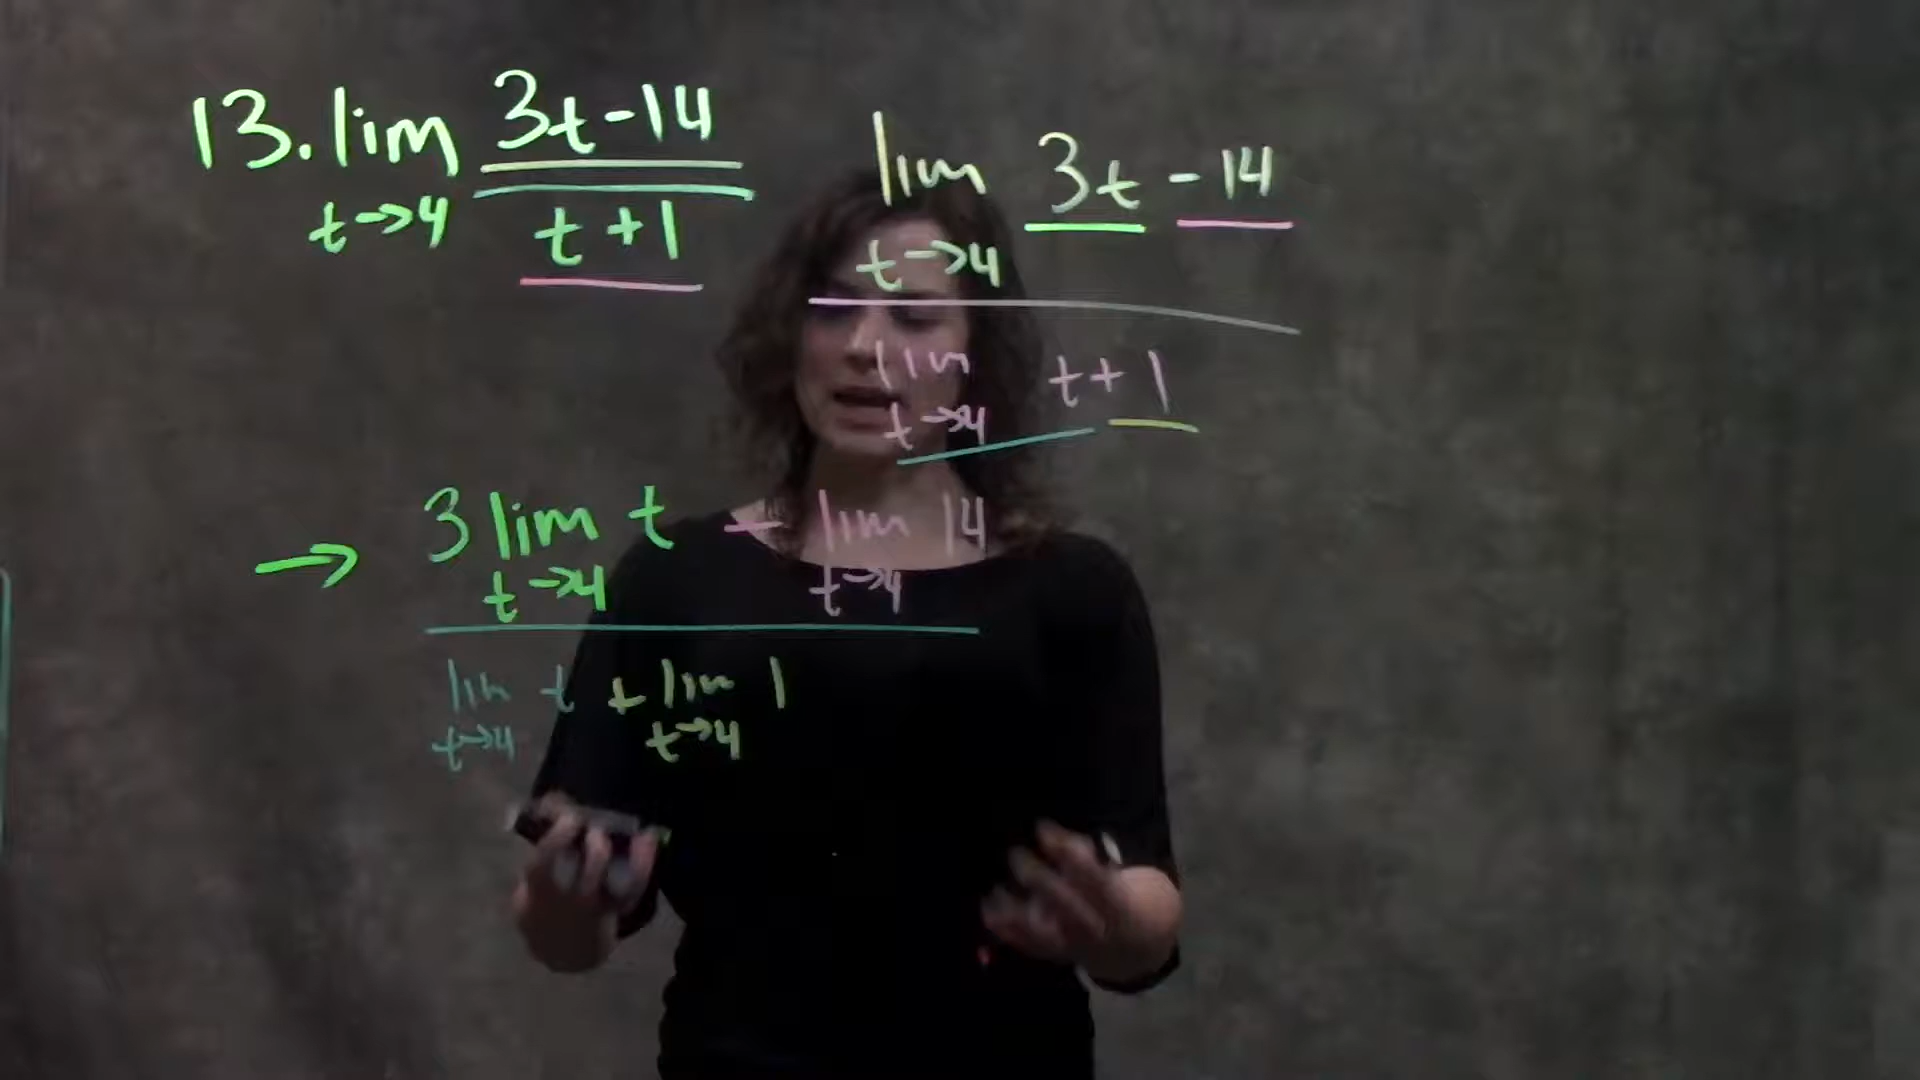 13. lim 3t-14
t→4 t+1
lim 3t-14
t→4
lim t+1
t→4
→ 3 lim t - lim 14
t→4 t→4
lim t + lim 1
t→4 t→4